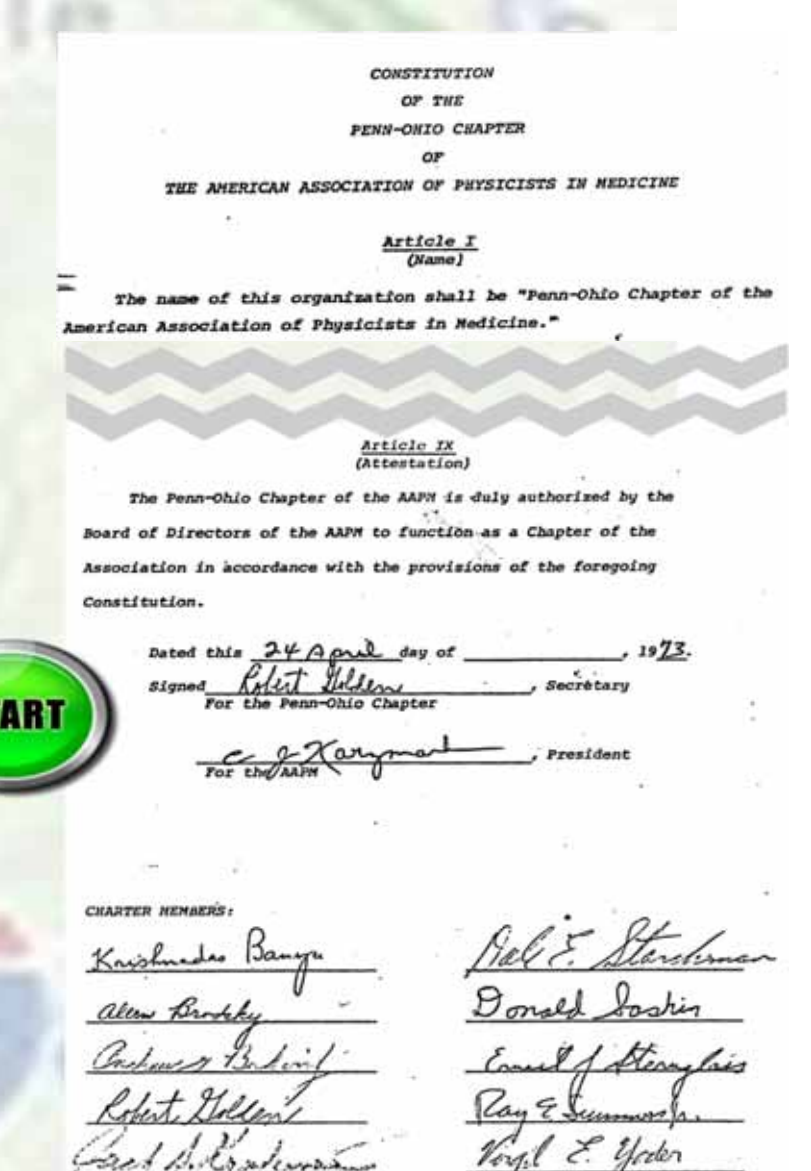 CONSTITUTION
OF THE
PENN-OHIO CHAPTER
OF
THE AMERICAN ASSOCIATION OF PHYSICISTS IN MEDICINE
Article I
(Name)
The name of this organization shall be "Penn-Ohio Chapter of the
American Association of Physicists in Medicine."
Article IX
(Attestation)
The Penn-Ohio Chapter of the AAPM is duly authorized by the
Board of Directors of the AAPM to function as a Chapter of the
Association in accordance with the provisions of the foregoing
Constitution.
ART
Dated this 24 April day of , 1973.
Signed Robert Golden , Secretary
For the Penn-Ohio Chapter
C J Karzmark , President
For the AAPM
CHARTER MEMBERS:
Krishnadas Dale E. Starchman
Allen Brodsky Donald
Ernest J Sternglass
Robert Golden Ray E Summers Jr.
Virgil E. Yoder